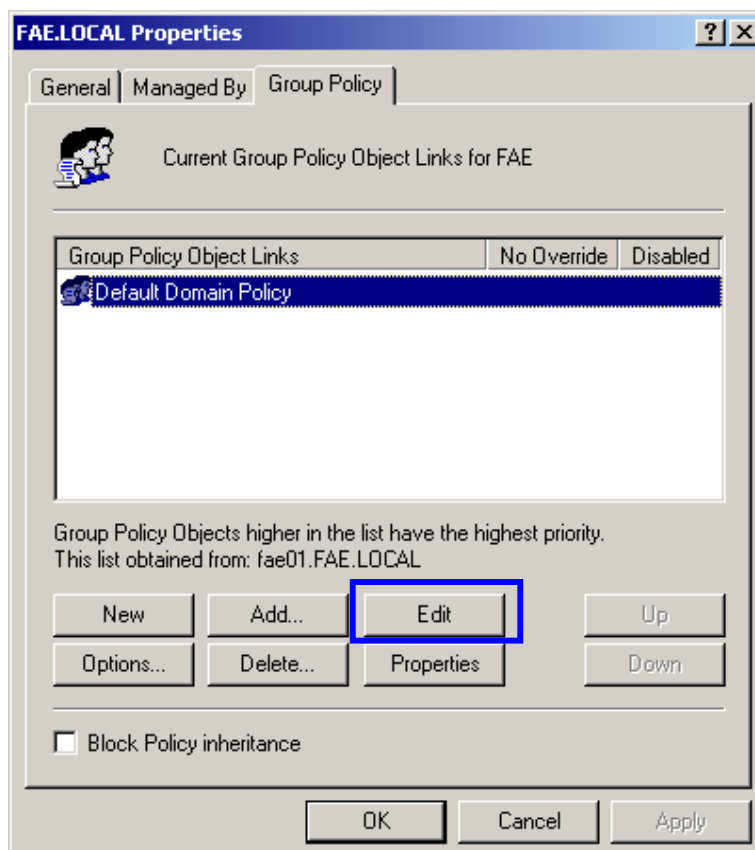 FAE.LOCAL Properties
General Managed By Group Policy
Current Group Policy Object Links for FAE
Group Policy Object Links No Override Disabled
Default Domain Policy
Group Policy Objects higher in the list have the highest priority.
This list obtained from: fae01.FAE.LOCAL
New Add... Edit Up
Options... Delete... Properties Down
Block Policy inheritance
OK Cancel Apply